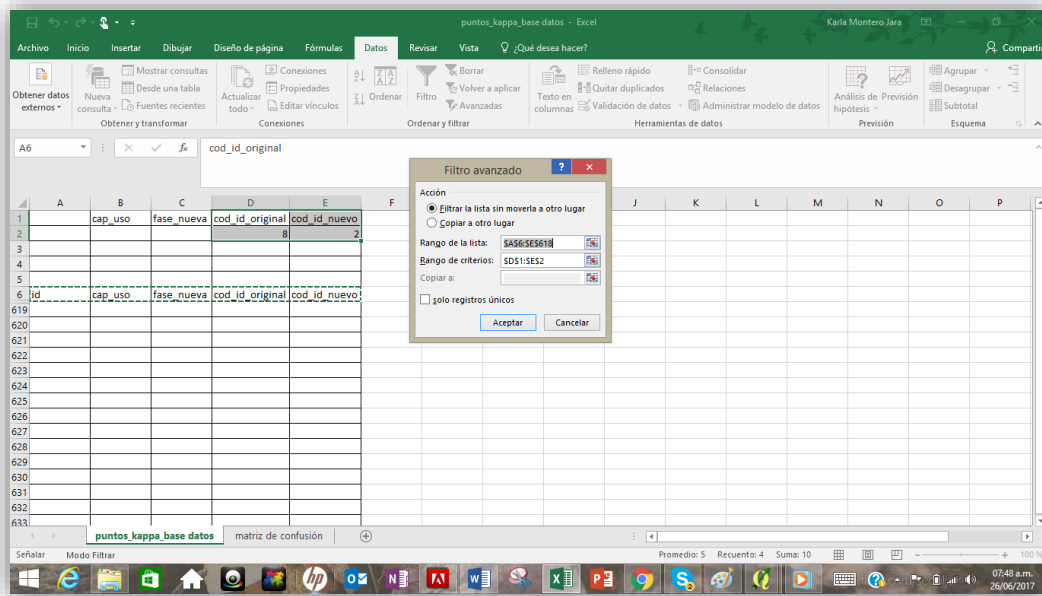 puntos_kappa_base datos - Excel
Karla Montero Jara
Archivo Inicio Insertar Dibujar Diseño de página Fórmulas Datos Revisar Vista ¿Qué desea hacer? Compartir
Obtener datos externos
Nueva consulta
Mostrar consultas
Desde una tabla
Fuentes recientes
Obtener y transformar
Actualizar todo
Conexiones
Propiedades
Editar vínculos
Conexiones
Ordenar
Filtro
Borrar
Volver a aplicar
Avanzadas
Ordenar y filtrar
Texto en columnas
Relleno rápido
Quitar duplicados
Validación de datos
Consolidar
Relaciones
Administrar modelo de datos
Herramientas de datos
Análisis de hipótesis
Previsión
Previsión
Agrupar
Desagrupar
Subtotal
Esquema
A6 fx cod_id_original
A B C D E F J K L M N O P
1 cap_uso fase_nueva cod_id_original cod_id_nuevo
2 8 2
3
4
5
6 id cap_uso fase_nueva cod_id_original cod_id_nuevo
619
620
621
622
623
624
625
626
627
628
629
630
631
632
633
Filtro avanzado ?
Acción
Filtrar la lista sin moverla a otro lugar
Copiar a otro lugar
Rango de la lista: $A$6:$E$618
Rango de criterios: $D$1:$E$2
Copiar a:
Sólo registros únicos
Aceptar Cancelar
puntos_kappa_base datos matriz de confusión
Señalar Modo Filtrar Promedio: 5 Recuento: 4 Suma: 10 100 %
07:48 a.m.
26/06/2017